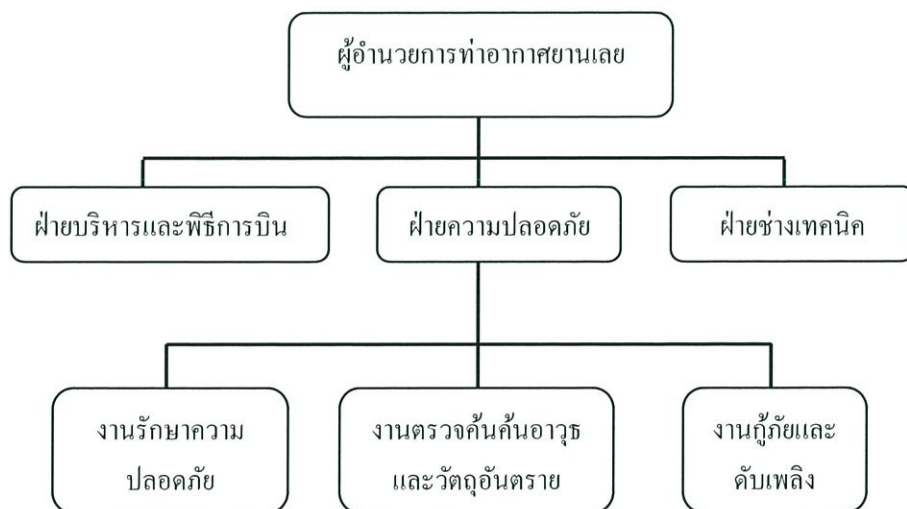 ผู้อำนวยการท่าอากาศยานเลย
ฝ่ายบริหารและพิธีการบิน
ฝ่ายความปลอดภัย
ฝ่ายช่างเทคนิค
งานรักษาความ
ปลอดภัย
งานตรวจค้นค้นอาวุธ
และวัตถุอันตราย
งานกู้ภัยและ
ดับเพลิง